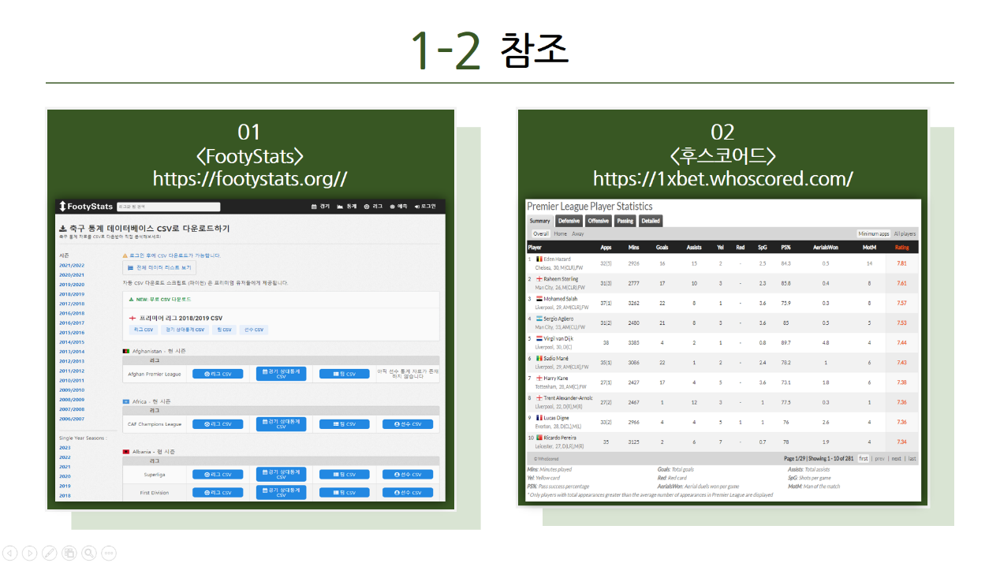 1-2 참조
01
<FootyStats>
https://footystats.org//
FootyStats
리그와 팀 검색
경기 통계 리그 예측 로그인
축구 통계 데이터베이스 CSV로 다운로드하기
축구 통계 자료를 CSV로 다운받아 직접 분석해보세요!
시즌
2021/2022
2020/2021
2019/2020
2018/2019
2017/2018
2016/2018
2016/2017
2015/2016
2014/2015
2013/2014
2012/2013
2011/2012
2010/2011
2009/2010
2008/2009
2007/2008
2006/2007
Single Year Seasons :
2023
2022
2021
2020
2019
2018
로그인 후에 CSV 다운로드가 가능합니다.
전체 데이터 리스트 보기
자동 CSV 다운로드 스크립트 (파이썬) 은 프리미엄 유저들에게 제공됩니다.
NEW: 무료 CSV 다운로드
프리미어 리그 2018/2019 CSV
리그 CSV 경기 상대통계 CSV 팀 CSV 선수 CSV
Afghanistan - 현 시즌
리그
Afghan Premier League 리그 CSV 경기 상대통계 CSV 팀 CSV 아직 선수 통계 자료가 존재하지 않습니다
Africa - 현 시즌
리그
CAF Champions League 리그 CSV 경기 상대통계 CSV 팀 CSV 선수 CSV
Albania - 현 시즌
리그
Superliga 리그 CSV 경기 상대통계 CSV 팀 CSV 선수 CSV
First Division 리그 CSV 경기 상대통계 CSV 팀 CSV 선수 CSV
02
<후스코어드>
https://1xbet.whoscored.com/
Premier League Player Statistics
Summary Defensive Offensive Passing Detailed
Overall Home Away Minimum apps All players
Player Apps Mins Goals Assists Yel Red SpG PS% AerialsWon MotM Rating
1 Eden Hazard 32(5) 2926 16 15 2 - 2.5 84.3 0.5 14 7.81
Chelsea, 30, M(CLR),FW
2 Raheem Sterling 31(3) 2777 17 10 3 - 2.3 85.8 0.4 8 7.61
Man City, 26, M(CLR),FW
3 Mohamed Salah 37(1) 3262 22 8 1 - 3.6 75.9 0.3 8 7.57
Liverpool, 29, AM(CLR),FW
4 Sergio Agüero 31(2) 2480 21 8 3 - 3.6 85 0.5 5 7.53
Man City, 33, AM(CL),FW
5 Virgil van Dijk 38 3385 4 2 1 - 0.8 89.7 4.8 4 7.44
Liverpool, 30, D(C)
6 Sadio Mané 35(1) 3086 22 1 2 - 2.4 78.2 1 6 7.43
Liverpool, 29, AM(CLR),FW
7 Harry Kane 27(1) 2427 17 4 5 - 3.6 73.1 1.8 6 7.38
Tottenham, 28, AM(C),FW
8 Trent Alexander-Arnold 27(2) 2467 1 12 3 - 1 77.5 0.3 1 7.36
Liverpool, 22, D(R),M(R)
9 Lucas Digne 33(2) 2966 4 4 5 1 1 76 2.6 4 7.36
Everton, 28, D(CL),M(L)
10 Ricardo Pereira 35 3125 2 6 7 - 0.7 78 1.9 4 7.34
Leicester, 27, D(LR),M(R)
© WhoScored Page 1/29 | Showing 1 - 10 of 281 first | prev | next | last
Mins: Minutes played Goals: Total goals Assists: Total assists
Yel: Yellow card Red: Red card SpG: Shots per game
PS%: Pass success percentage AerialsWon: Aerial duels won per game MotM: Man of the match
* Only players with total appearances greater than the average number of appearances in Premier League are displayed